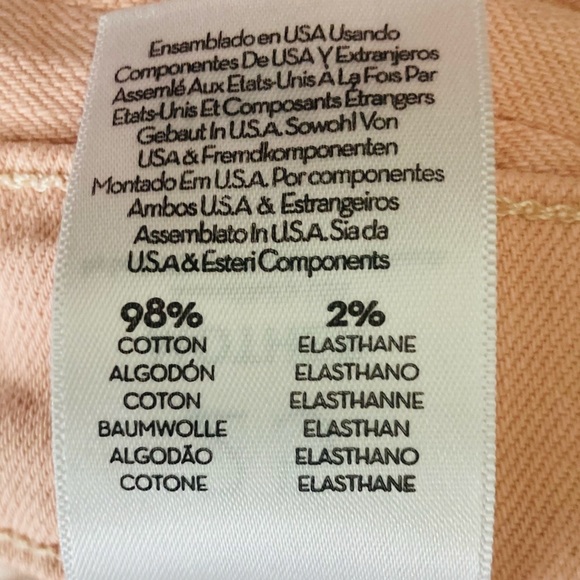 Ensamblado en USA Usando
Componentes De USA Y Extranjeros
Assemlé Aux Etats-Unis A La Fois Par
Etats-Unis Et Composants Étrangers
Gebaut In U.S.A. Sowohl Von
USA & Fremdkomponenten
Montado Em U.S.A. Por componentes
Ambos U.S.A & Estrangeiros
Assemblato In U.S.A. Sia da
U.S.A & Esteri Components
98% 2%
COTTON ELASTHANE
ALGODÓN ELASTHANO
COTON ELASTHANNE
BAUMWOLLE ELASTHAN
ALGODÃO ELASTHANO
COTONE ELASTHANE